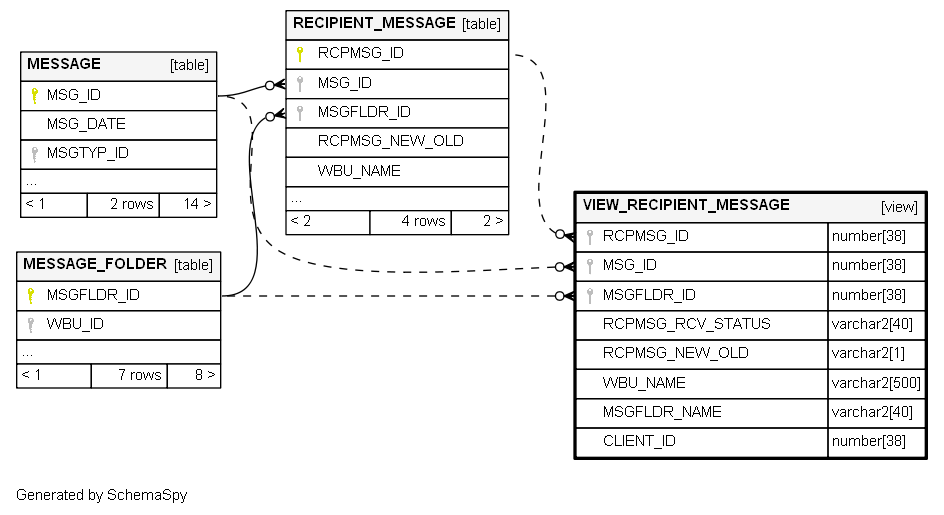 MESSAGE [table]
MSG_ID
MSG_DATE
MSGTYP_ID
...
< 1 2 rows 14 >
MESSAGE_FOLDER [table]
MSGFLDR_ID
WBU_ID
...
< 1 7 rows 8 >
RECIPIENT_MESSAGE [table]
RCPMSG_ID
MSG_ID
MSGFLDR_ID
RCPMSG_NEW_OLD
WBU_NAME
...
< 2 4 rows 2 >
VIEW_RECIPIENT_MESSAGE [view]
RCPMSG_ID number[38]
MSG_ID number[38]
MSGFLDR_ID number[38]
RCPMSG_RCV_STATUS varchar2[40]
RCPMSG_NEW_OLD varchar2[1]
WBU_NAME varchar2[500]
MSGFLDR_NAME varchar2[40]
CLIENT_ID number[38]
Generated by SchemaSpy